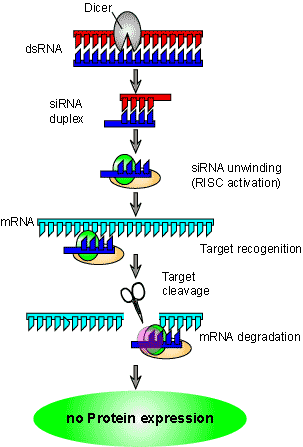 Dicer
dsRNA
siRNA
duplex
siRNA unwinding
(RISC activation)
mRNA
Target recogenition
Target
cleavage
mRNA degradation
no Protein expression